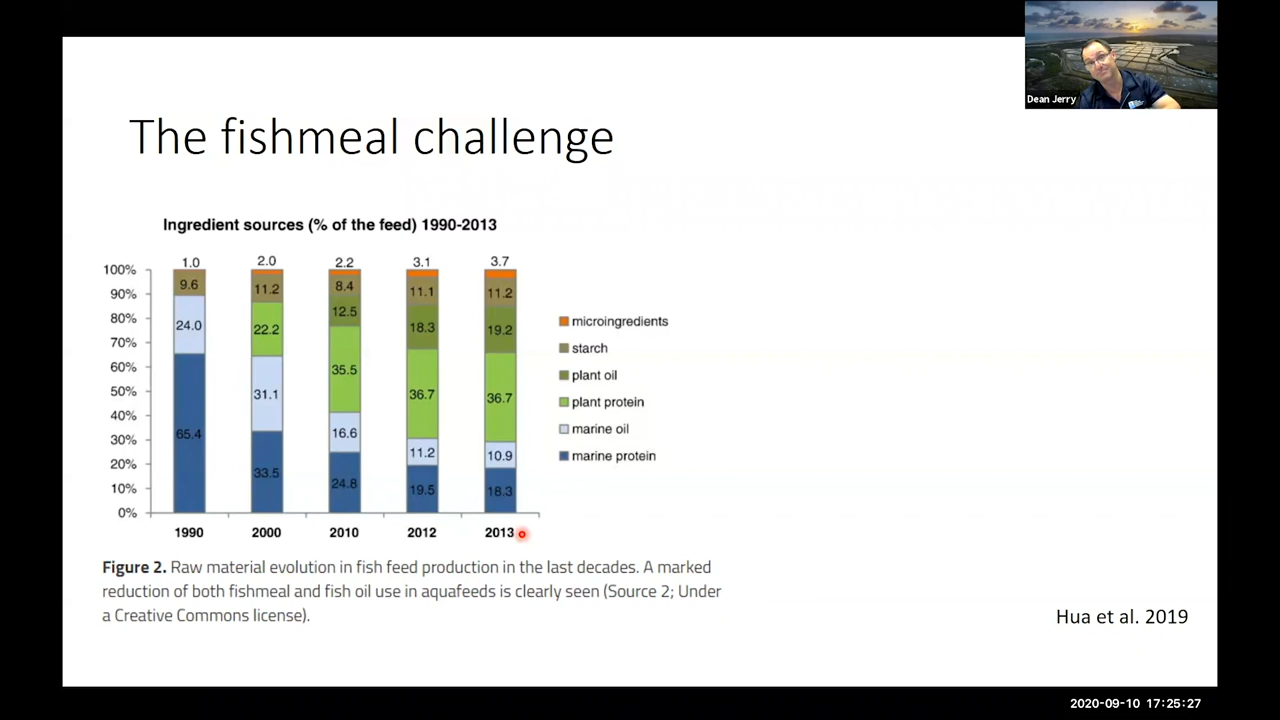 Dean Jerry
The fishmeal challenge
Ingredient sources (% of the feed) 1990-2013
1.0 2.0 2.2 3.1 3.7
100%
90%
80%
70%
60%
50%
40%
30%
20%
10%
0%
9.6
24.0
65.4
11.2
22.2
31.1
33.5
8.4
12.5
35.5
16.6
24.8
11.1
18.3
36.7
11.2
19.5
11.2
19.2
36.7
10.9
18.3
1990 2000 2010 2012 2013
microingredients
starch
plant oil
plant protein
marine oil
marine protein
Figure 2. Raw material evolution in fish feed production in the last decades. A marked
reduction of both fishmeal and fish oil use in aquafeeds is clearly seen (Source 2; Under
a Creative Commons license).
Hua et al. 2019
2020-09-10 17:25:27